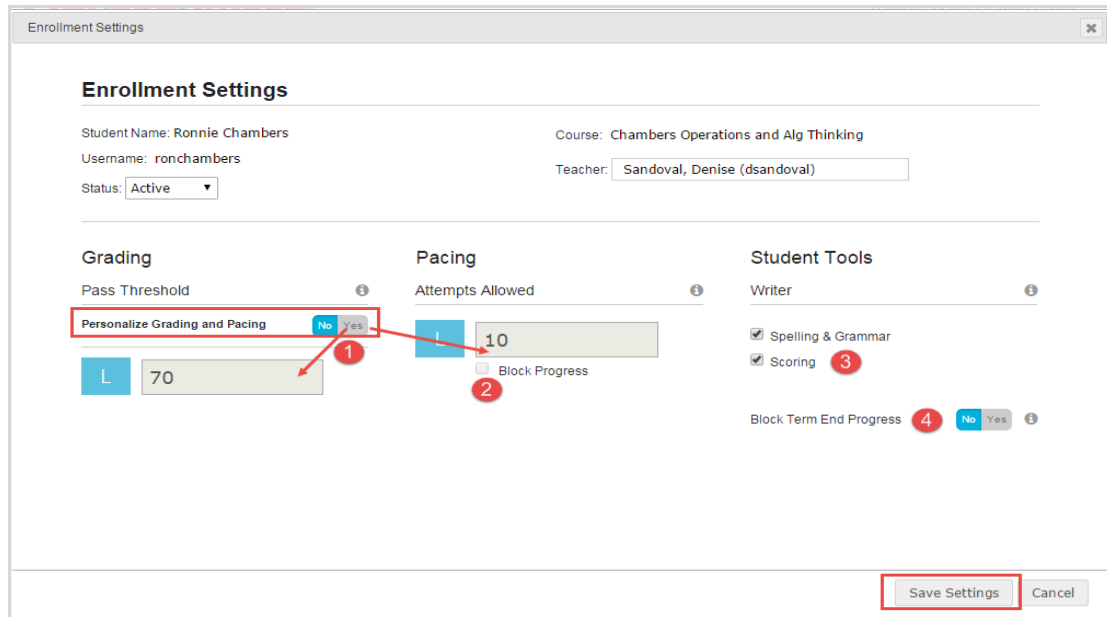 Enrollment Settings
Enrollment Settings
Student Name: Ronnie Chambers
Username: ronchambers
Status: Active
Course: Chambers Operations and Alg Thinking
Teacher: Sandoval, Denise (dsandoval)
Grading
Pass Threshold
Personalize Grading and Pacing No Yes
1
L 70
Pacing
Attempts Allowed
L 10
Block Progress
2
Student Tools
Writer
Spelling & Grammar
Scoring 3
Block Term End Progress 4 No Yes
Save Settings Cancel